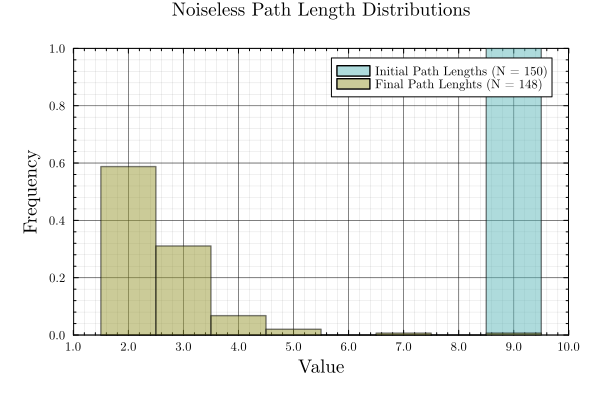 Noiseless Path Length Distributions
1.0
Initial Path Lengths (N = 150)
Final Path Lenghts (N = 148)
0.8
0.6
0.4
0.2
0.0
Frequency
1.0 2.0 3.0 4.0 5.0 6.0 7.0 8.0 9.0 10.0
Value